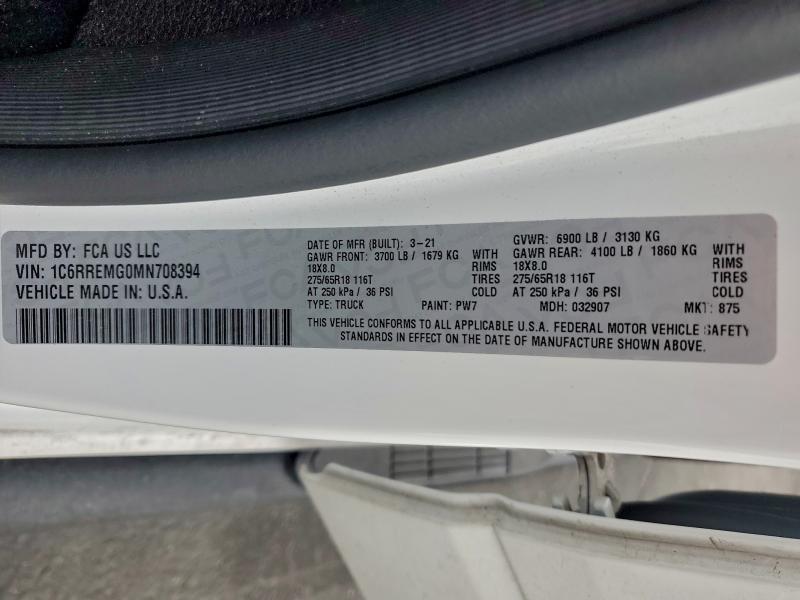 MFD BY: FCA US LLC
VIN: 1C6RREMG0MN708394
VEHICLE MADE IN: U.S.A.
DATE OF MFR (BUILT): 3-21
GAWR FRONT: 3700 LB / 1679 KG WITH
18X8.0 RIMS
275/65R18 116T TIRES
AT 250 kPa / 36 PSI COLD
TYPE: TRUCK PAINT: PW7
GVWR: 6900 LB / 3130 KG
GAWR REAR: 4100 LB / 1860 KG WITH
18X8.0 RIMS
275/65R18 116T TIRES
AT 250 kPa / 36 PSI COLD
MDH: 032907 MKT: 875
THIS VEHICLE CONFORMS TO ALL APPLICABLE U.S.A. FEDERAL MOTOR VEHICLE SAFETY
STANDARDS IN EFFECT ON THE DATE OF MANUFACTURE SHOWN ABOVE.